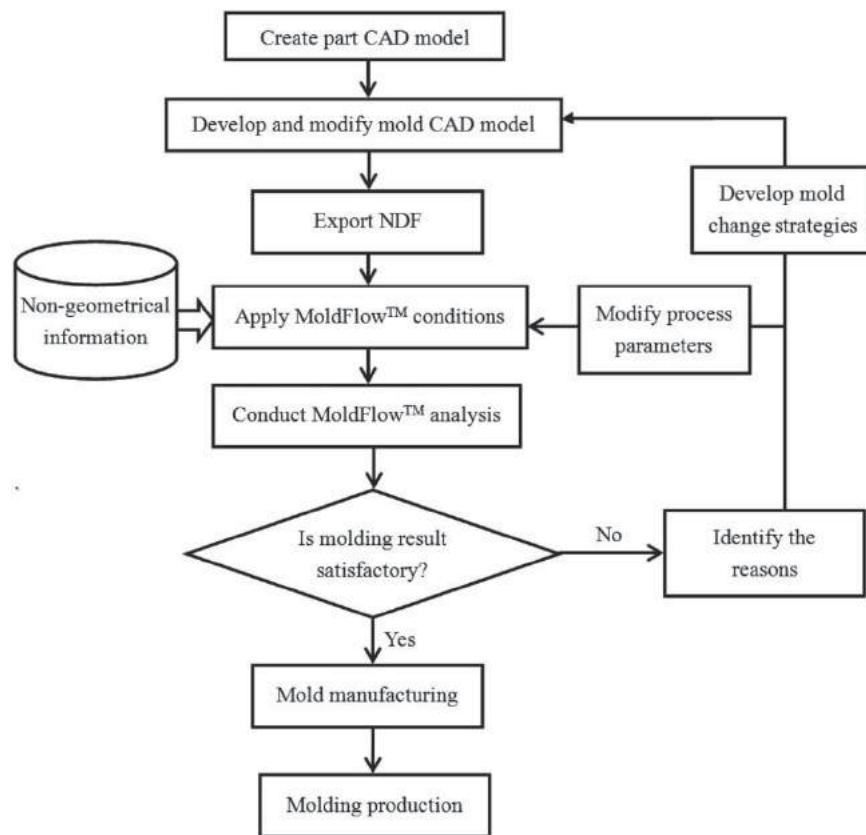 Create part CAD model
Develop and modify mold CAD model
Develop mold
change strategies
Export NDF
Non-geometrical
information
Apply MoldFlow™ conditions
Modify process
parameters
Conduct MoldFlow™ analysis
Is molding result
satisfactory?
No
Identify the
reasons
Yes
Mold manufacturing
Molding production